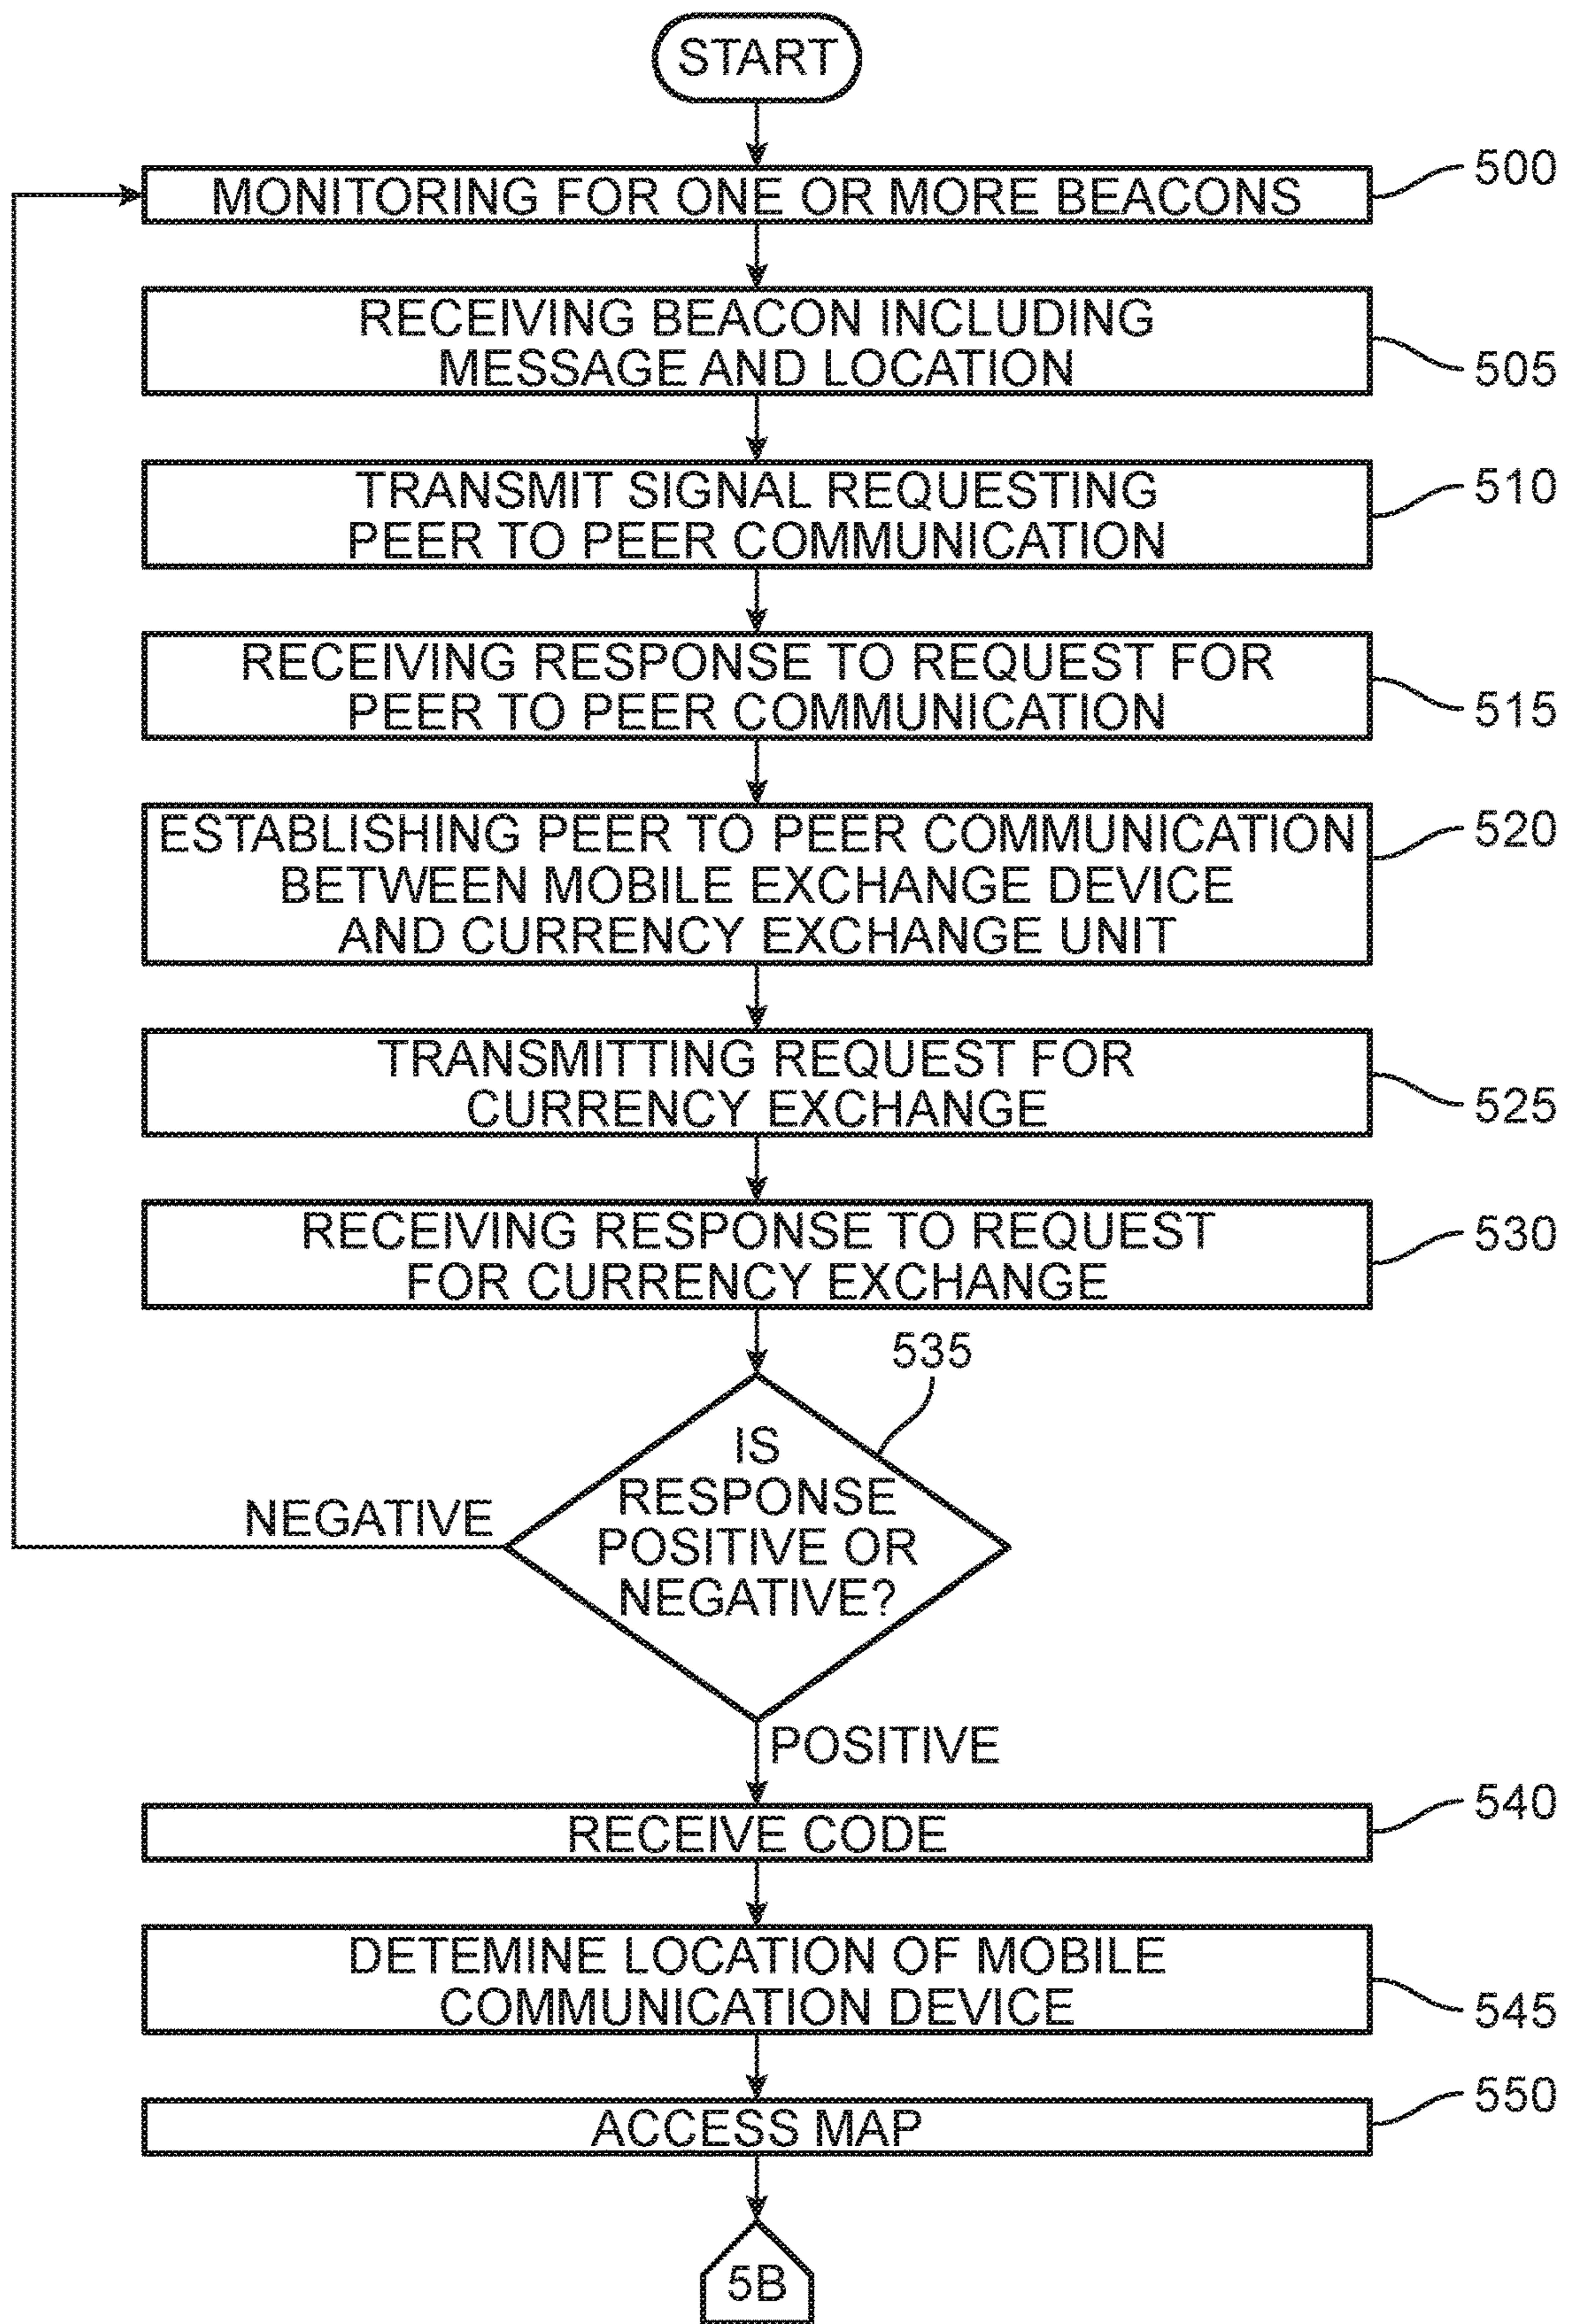 START
MONITORING FOR ONE OR MORE BEACONS
500
RECEIVING BEACON INCLUDING
MESSAGE AND LOCATION
505
TRANSMIT SIGNAL REQUESTING
PEER TO PEER COMMUNICATION
510
RECEIVING RESPONSE TO REQUEST FOR
PEER TO PEER COMMUNICATION
515
ESTABLISHING PEER TO PEER COMMUNICATION
BETWEEN MOBILE EXCHANGE DEVICE
AND CURRENCY EXCHANGE UNIT
520
TRANSMITTING REQUEST FOR
CURRENCY EXCHANGE
525
RECEIVING RESPONSE TO REQUEST
FOR CURRENCY EXCHANGE
530
535
IS
RESPONSE
POSITIVE OR
NEGATIVE?
NEGATIVE
POSITIVE
RECEIVE CODE
540
DETEMINE LOCATION OF MOBILE
COMMUNICATION DEVICE
545
ACCESS MAP
550
5B